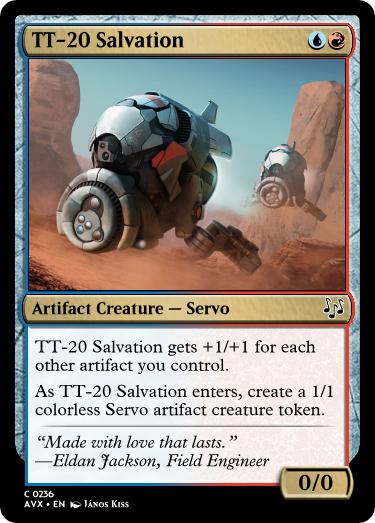 TT-20 Salvation
Artifact Creature — Servo
TT-20 Salvation gets +1/+1 for each
other artifact you control.
As TT-20 Salvation enters, create a 1/1
colorless Servo artifact creature token.
“Made with love that lasts.”
—Eldan Jackson, Field Engineer
0/0
C 0236
AVX • EN János Kiss